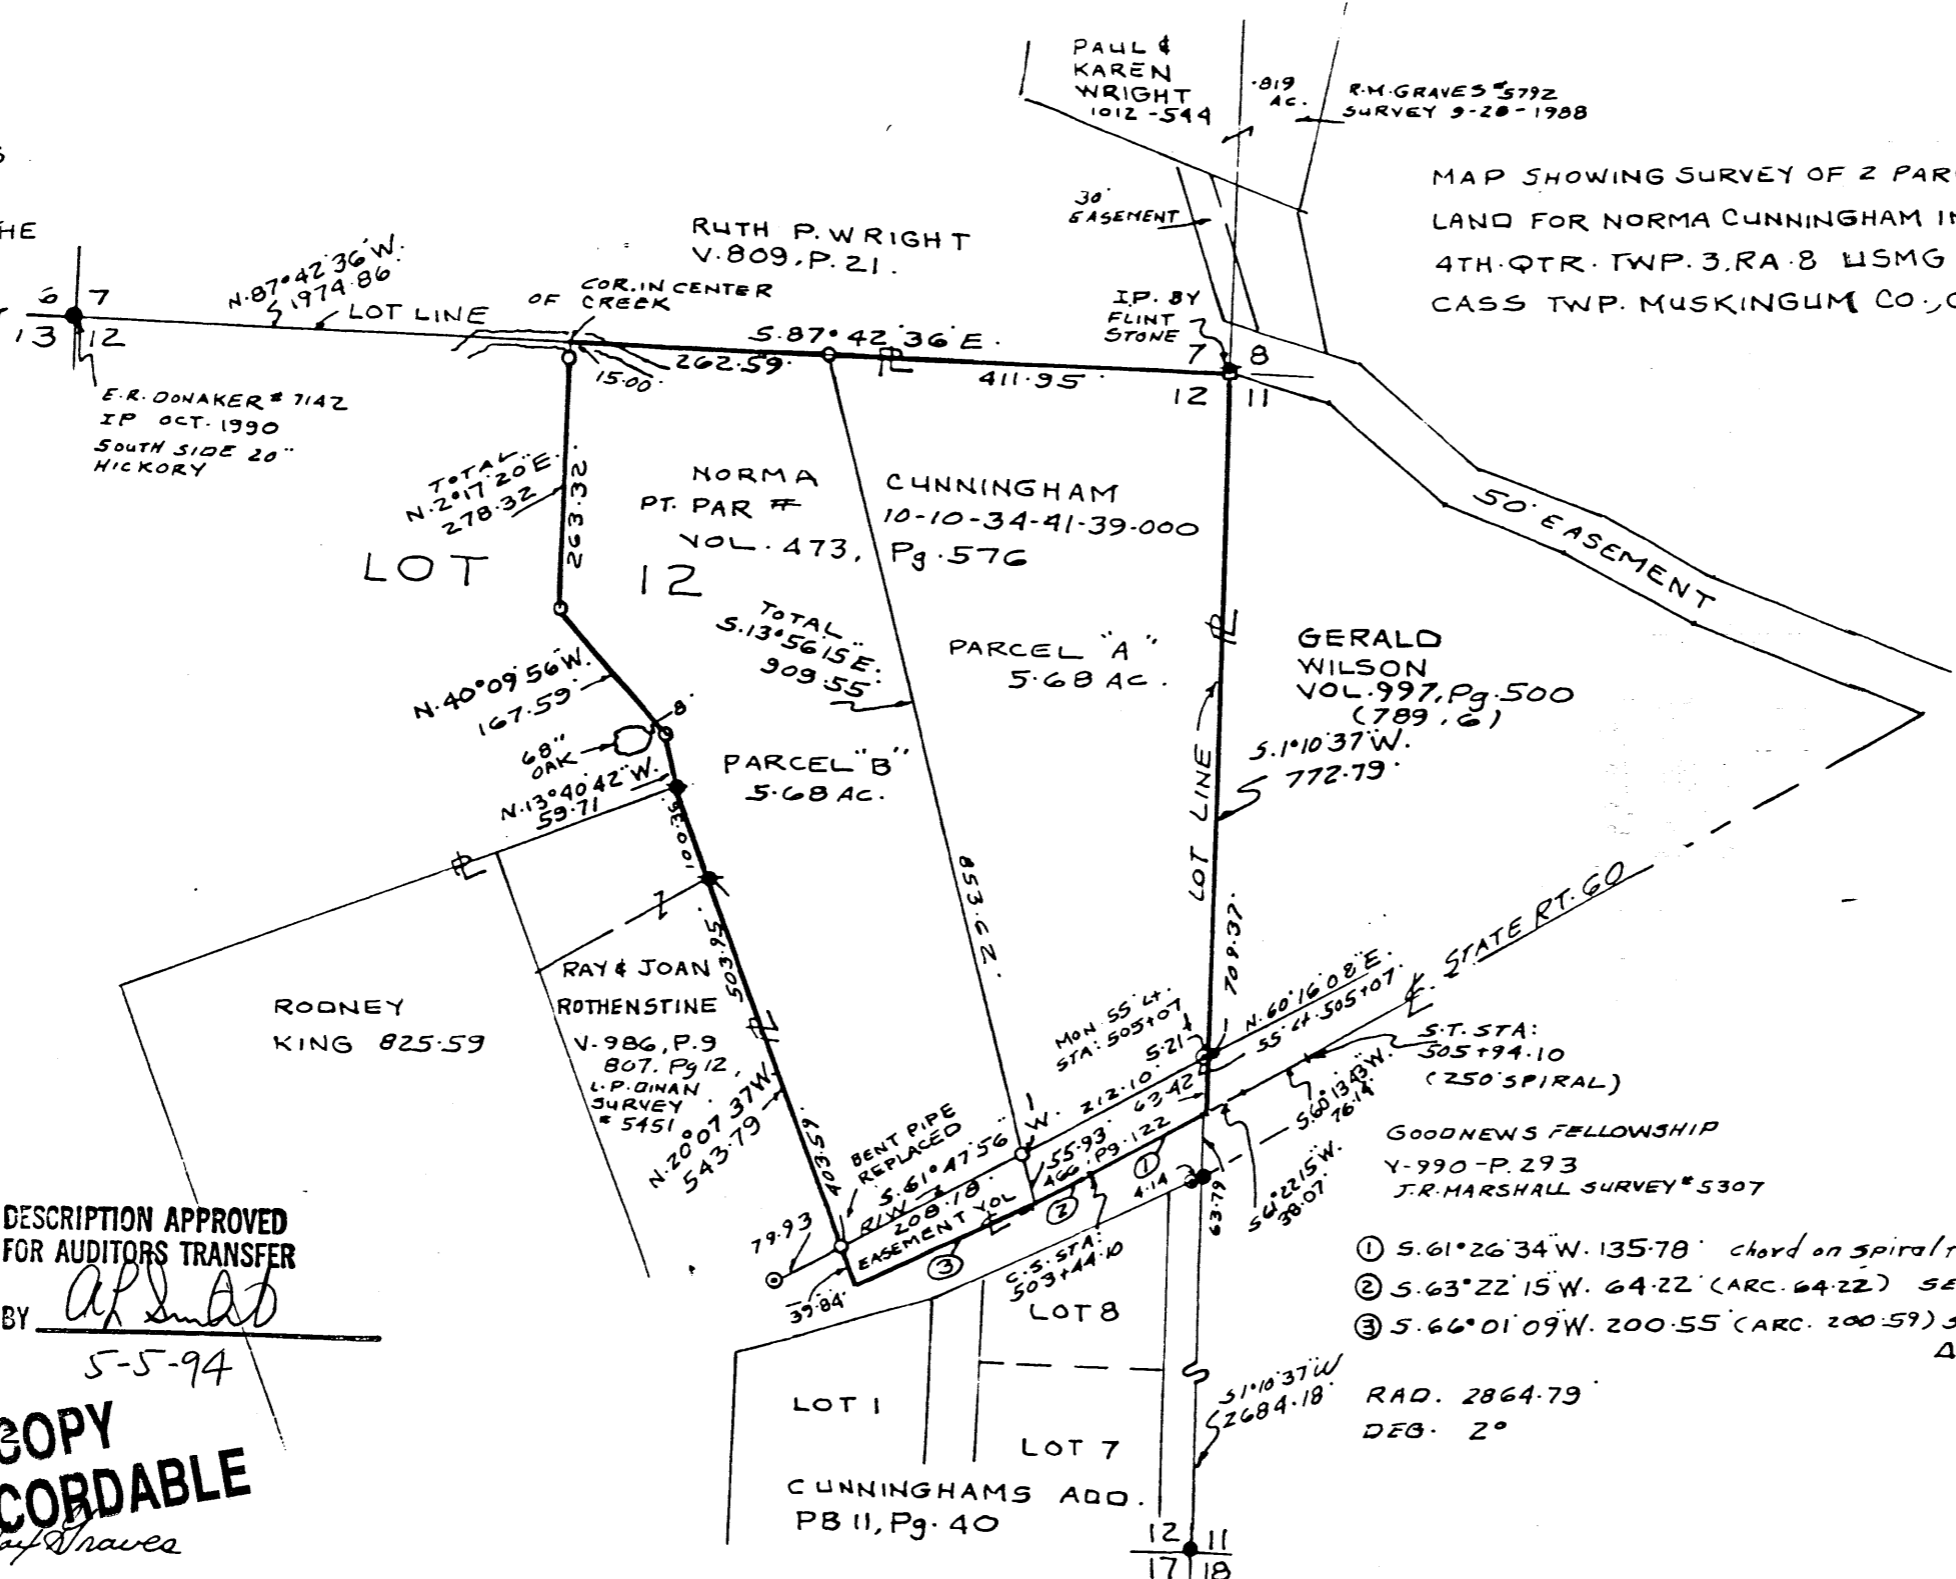 PAUL &
KAREN
WRIGHT
1012-544
.819
AC.
R.M. GRAVES #5792
SURVEY 9-20-1988
MAP SHOWING SURVEY OF 2 PAR
LAND FOR NORMA CUNNINGHAM IN
4TH. QTR. TWP. 3, RA. 8 USMG
CASS TWP. MUSKINGUM CO.,
HE
6 7
13 12
N.87°42'36"W.
1974.86
LOT LINE
RUTH P. WRIGHT
V. 809, P. 21.
COR. IN CENTER
OF CREEK
30'
EASEMENT
I.P. BY
FLINT
STONE
7 8
12 11
S.87°42'36"E.
262.59'
15.00'
411.95'
E.R. DONAKER #7142
IP OCT. 1990
SOUTH SIDE 20"
HICKORY
TOTAL
N.2°17'20"E.
278.32
263.32
NORMA CUNNINGHAM
PT. PAR # 10-10-34-41-39-000
VOL. 473, Pg. 576
LOT 12
50' EASEMENT
TOTAL
S.13°56'15"E.
909.55
PARCEL "A"
5.68 AC.
GERALD
WILSON
VOL. 997, Pg. 500
(789, 6)
S.1°10'37"W.
772.79'
LOT LINE
N.40°09'56"W.
167.59'
8'
68"
OAK
N.13°40'42"W.
59.71
PARCEL "B"
5.68 AC.
100.35
503.95
853.62'
709.37'
STATE RT. 60
RODNEY
KING 825-59
RAY & JOAN
ROTHENSTINE
V-986, P.9
807. Pg 12,
L.P. DINAN
SURVEY
#5451
N.20°07'37"W.
543.79
403.59
MON. 55' Lt.
STA: 505+07
5.21
N.60°16'08"E.
55' Lt. 505+07
S.T. STA:
505+94.10
(250' SPIRAL)
S.60°13'43"W.
76.14'
BENT PIPE
REPLACED
S.61°47'56"W.
212.10'
63.42
R/W
208.18'
55.93'
EASEMENT VOL 466, Pg. 122
1
2
3
4.14
63.79
S61°22'15"W.
38.07'
79.93
39.84'
C.S. STA:
503+44.10
GOODNEWS FELLOWSHIP
V-990-P. 293
J.R. MARSHALL SURVEY #5307
① S.61°26'34"W. 135.78' chord on spiral
② S.63°22'15"W. 64.22' (ARC. 64.22)
③ S.66°01'09"W. 200.55' (ARC. 200.59)
RAD. 2864.79'
DEG. 2°
S1°10'37"W
2684.18'
LOT 8
LOT 1
LOT 7
CUNNINGHAMS ADD.
PB 11, Pg. 40
12 11
17 18
DESCRIPTION APPROVED
FOR AUDITORS TRANSFER
BY
5-5-94
COPY
CORDABLE
Graves